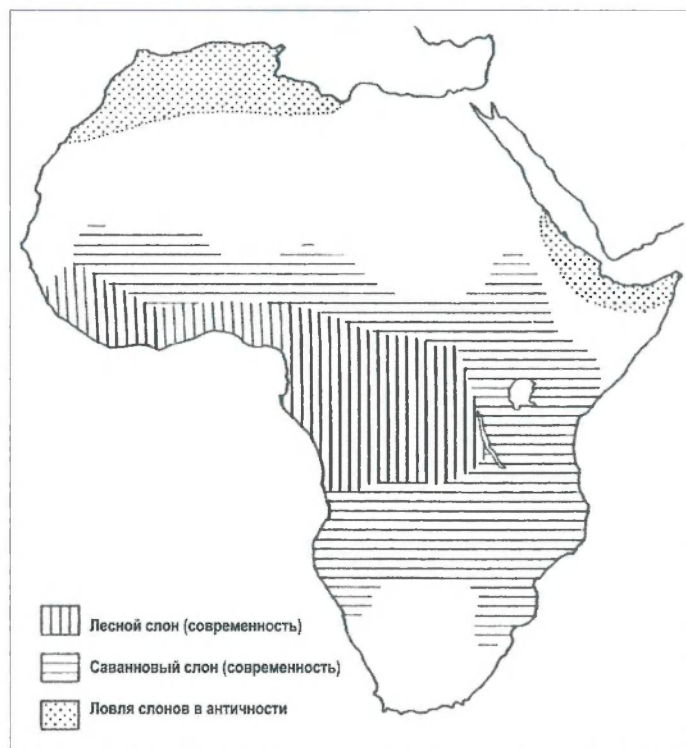 Лесной слон (современность)
Саванновый слон (современность)
Ловля слонов в античности